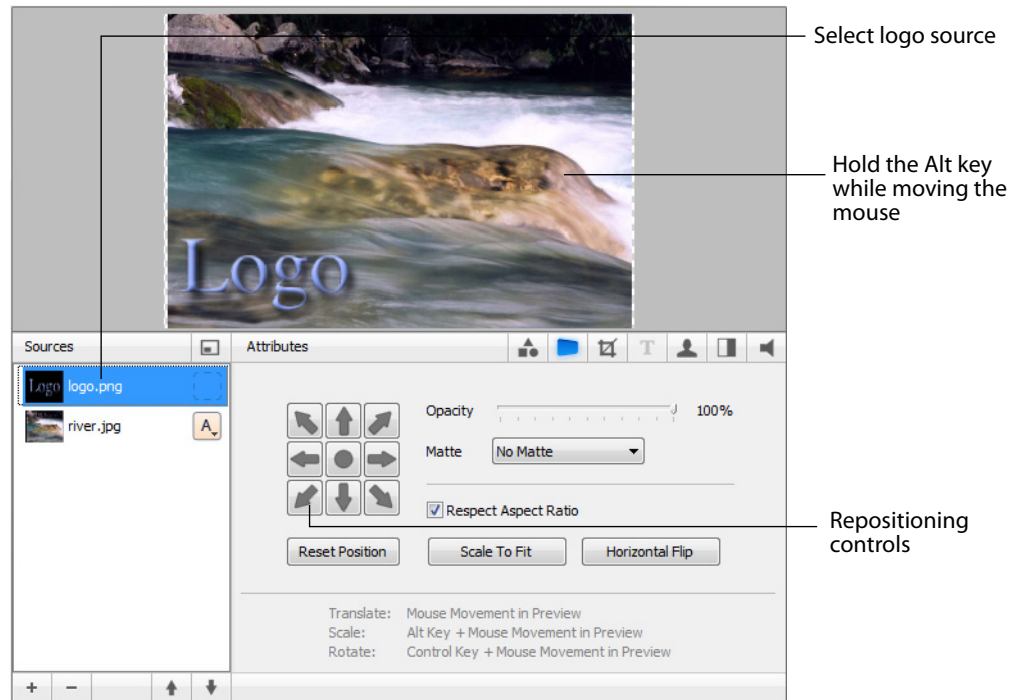 Select logo source
Hold the Alt key
while moving the
mouse
Logo
Sources
Attributes
T
Logo logo.png
river.jpg
A
Opacity
100%
Matte
No Matte
Respect Aspect Ratio
Repositioning
controls
Reset Position
Scale To Fit
Horizontal Flip
Translate: Mouse Movement in Preview
Scale: Alt Key + Mouse Movement in Preview
Rotate: Control Key + Mouse Movement in Preview
+ −